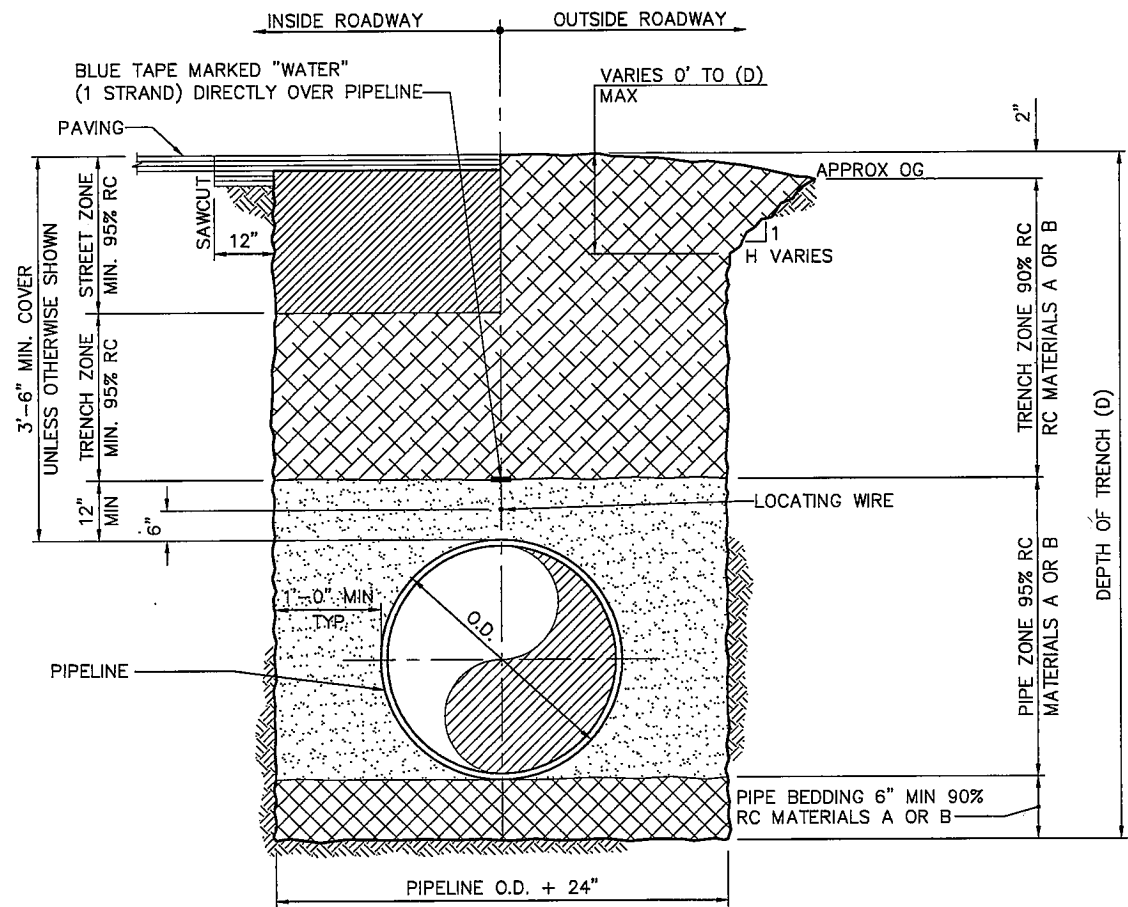 INSIDE ROADWAY
OUTSIDE ROADWAY
BLUE TAPE MARKED "WATER"
(1 STRAND) DIRECTLY OVER PIPELINE
VARIES 0' TO (D)
MAX
2"
PAVING
APPROX OG
SAWCUT
12"
1
H VARIES
3'-6" MIN. COVER
UNLESS OTHERWISE SHOWN
STREET ZONE
MIN. 95% RC
TRENCH ZONE
MIN. 95% RC
12"
MIN
6"
TRENCH ZONE 90% RC
RC MATERIALS A OR B
DEPTH OF TRENCH (D)
LOCATING WIRE
1'-0" MIN
TYP.
O.D.
PIPELINE
PIPE ZONE 95% RC
MATERIALS A OR B
PIPE BEDDING 6" MIN 90%
RC MATERIALS A OR B
PIPELINE O.D. + 24"